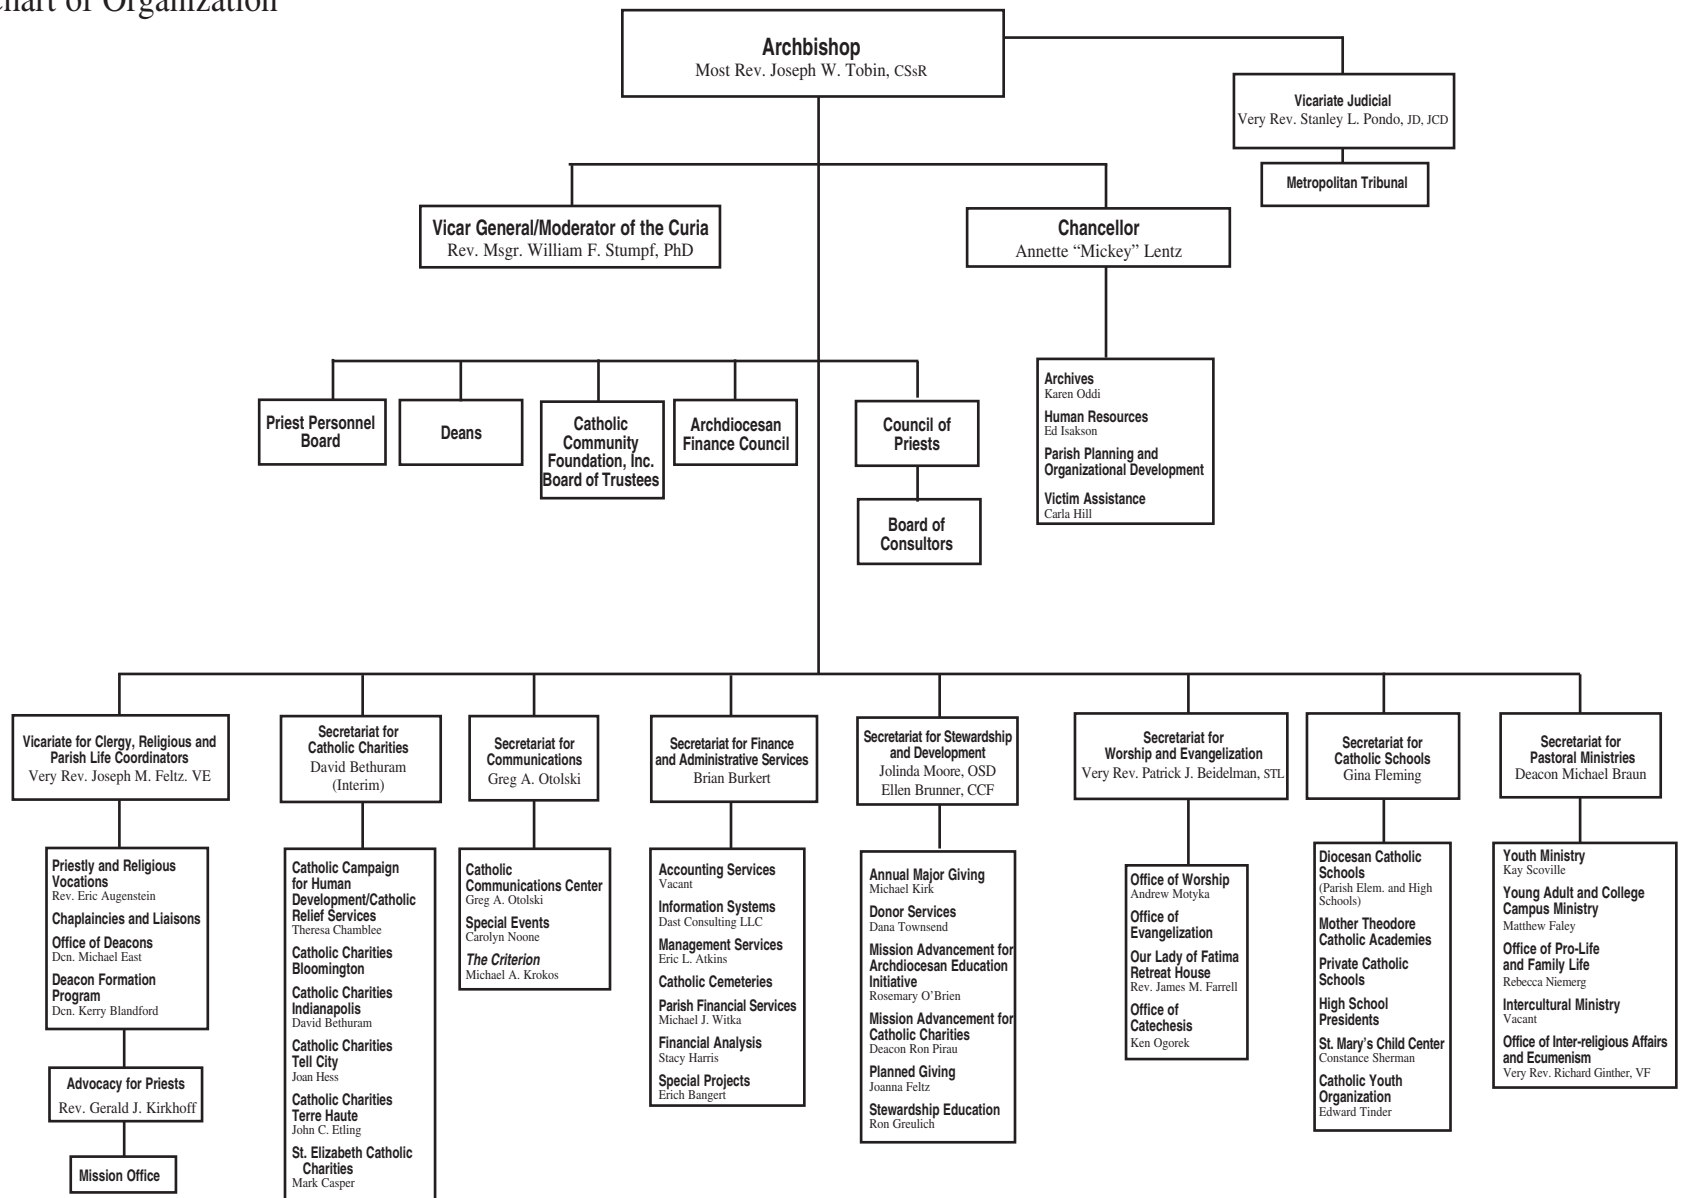 Chart of Organization
Archbishop
Most Rev. Joseph W. Tobin, CSsR
Vicariate Judicial
Very Rev. Stanley L. Pondo, JD, JCD
Metropolitan Tribunal
Vicar General/Moderator of the Curia
Rev. Msgr. William F. Stumpf, PhD
Chancellor
Annette “Mickey” Lentz
Archives
Karen Oddi
Human Resources
Ed Isakson
Parish Planning and
Organizational Development
Victim Assistance
Carla Hill
Priest Personnel
Board
Deans
Catholic
Community
Foundation, Inc.
Board of Trustees
Archdiocesan
Finance Council
Council of
Priests
Board of
Consultors
Vicariate for Clergy, Religious and
Parish Life Coordinators
Very Rev. Joseph M. Feltz. VE
Priestly and Religious
Vocations
Rev. Eric Augenstein
Chaplaincies and Liaisons
Office of Deacons
Dcn. Michael East
Deacon Formation
Program
Dcn. Kerry Blandford
Advocacy for Priests
Rev. Gerald J. Kirkhoff
Mission Office
Secretariat for
Catholic Charities
David Bethuram
(Interim)
Catholic Campaign
for Human
Development/Catholic
Relief Services
Theresa Chamblee
Catholic Charities
Bloomington
Catholic Charities
Indianapolis
David Bethuram
Catholic Charities
Tell City
Joan Hess
Catholic Charities
Terre Haute
John C. Etling
St. Elizabeth Catholic
Charities
Mark Casper
Secretariat for
Communications
Greg A. Otolski
Catholic
Communications Center
Greg A. Otolski
Special Events
Carolyn Noone
The Criterion
Michael A. Krokos
Secretariat for Finance
and Administrative Services
Brian Burkert
Accounting Services
Vacant
Information Systems
Dast Consulting LLC
Management Services
Eric L. Atkins
Catholic Cemeteries
Parish Financial Services
Michael J. Witka
Financial Analysis
Stacy Harris
Special Projects
Erich Bangert
Secretariat for Stewardship
and Development
Jolinda Moore, OSD
Ellen Brunner, CCF
Annual Major Giving
Michael Kirk
Donor Services
Dana Townsend
Mission Advancement for
Archdiocesan Education
Initiative
Rosemary O’Brien
Mission Advancement for
Catholic Charities
Deacon Ron Pirau
Planned Giving
Joanna Feltz
Stewardship Education
Ron Greulich
Secretariat for
Worship and Evangelization
Very Rev. Patrick J. Beidelman, STL
Office of Worship
Andrew Motyka
Office of
Evangelization
Our Lady of Fatima
Retreat House
Rev. James M. Farrell
Office of
Catechesis
Ken Ogorek
Secretariat for
Catholic Schools
Gina Fleming
Diocesan Catholic
Schools
(Parish Elem. and High
Schools)
Mother Theodore
Catholic Academies
Private Catholic
Schools
High School
Presidents
St. Mary’s Child Center
Constance Sherman
Catholic Youth
Organization
Edward Tinder
Secretariat for
Pastoral Ministries
Deacon Michael Braun
Youth Ministry
Kay Scoville
Young Adult and College
Campus Ministry
Matthew Faley
Office of Pro-Life
and Family Life
Rebecca Niemerg
Intercultural Ministry
Vacant
Office of Inter-religious Affairs
and Ecumenism
Very Rev. Richard Ginther, VF